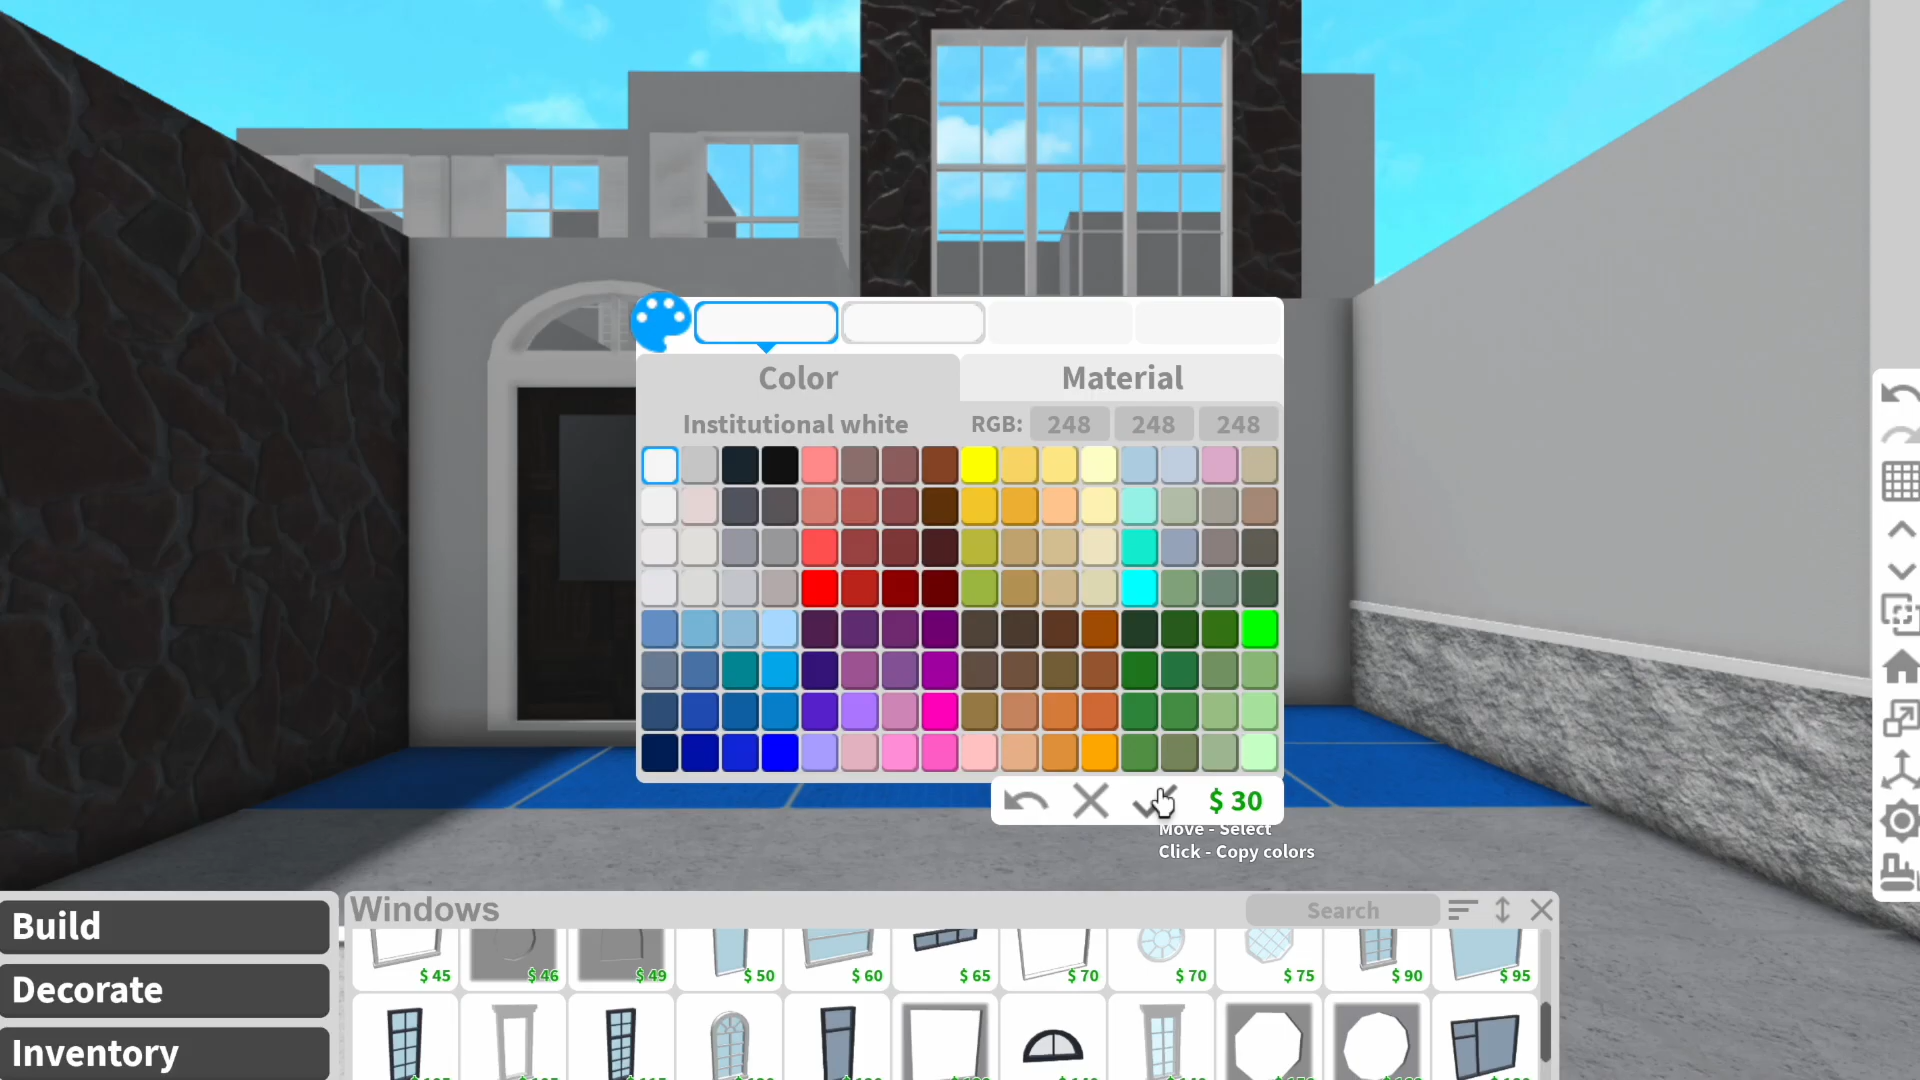 Color
Material
Institutional white
RGB: 248 248 248
$ 30
Move - Select
Click - Copy colors
Build
Decorate
Inventory
Windows
Search
$ 45
$ 46
$ 49
$ 50
$ 60
$ 65
$ 70
$ 70
$ 75
$ 90
$ 95